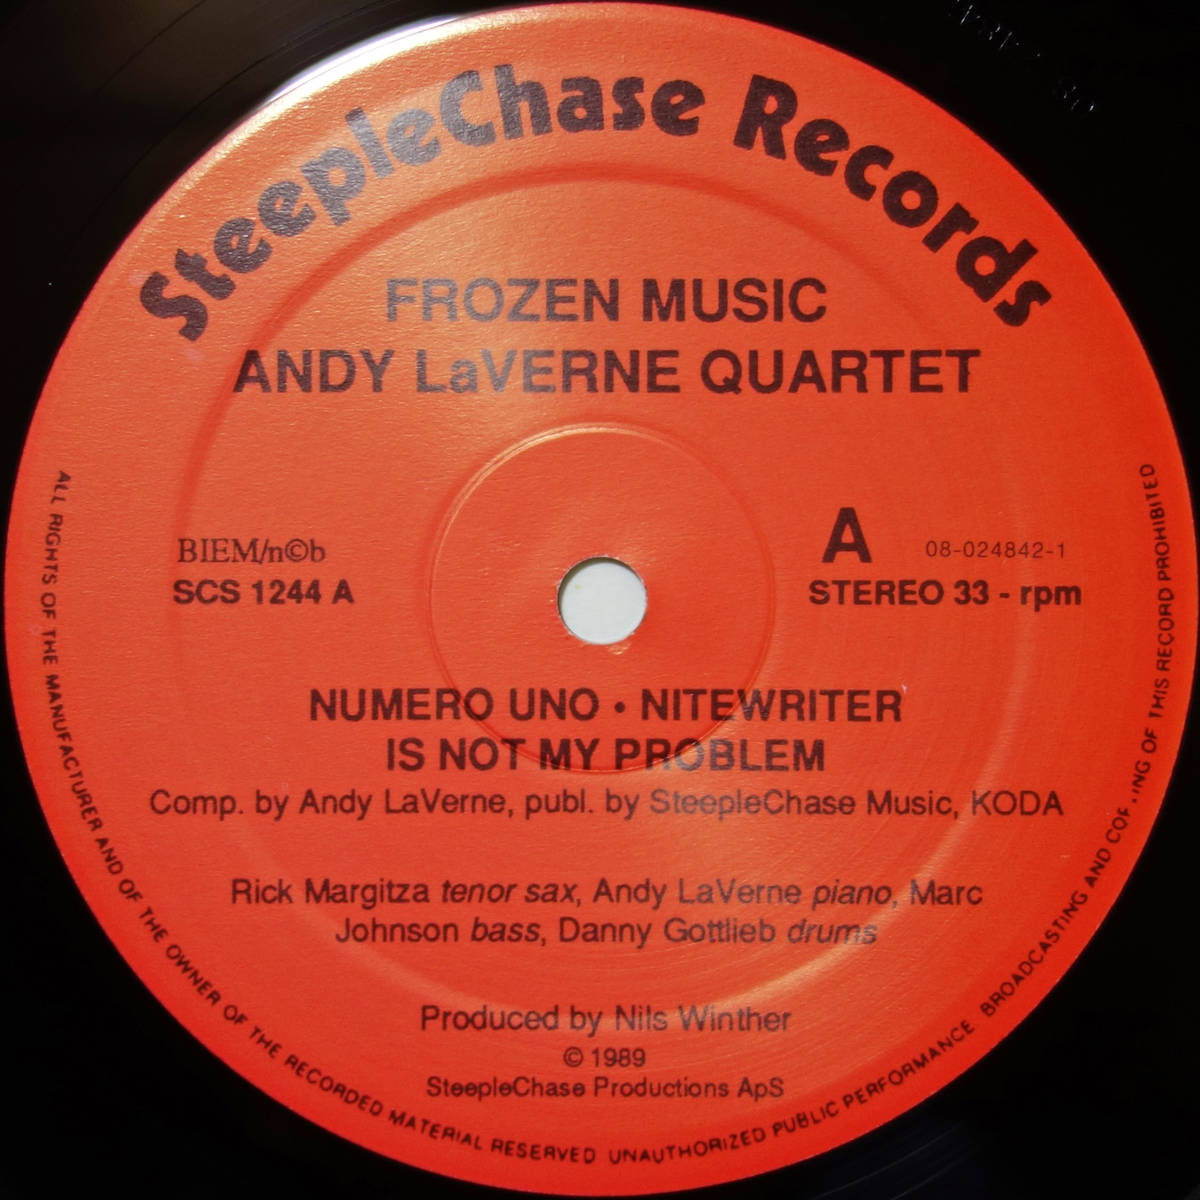 SteepleChase Records
FROZEN MUSIC
ANDY LaVERNE QUARTET
BIEM/n©b
SCS 1244 A
A 08-024842-1
STEREO 33 - rpm
NUMERO UNO • NITEWRITER
IS NOT MY PROBLEM
Comp. by Andy LaVerne, publ. by SteepleChase Music, KODA
Rick Margitza tenor sax, Andy LaVerne piano, Marc
Johnson bass, Danny Gottlieb drums
Produced by Nils Winther
© 1989
SteepleChase Productions ApS
ALL RIGHTS OF THE MANUFACTURER AND OF THE OWNER OF THE RECORDED MATERIAL RESERVED UNAUTHORIZED PUBLIC PERFORMANCE BROADCASTING AND OF THIS RECORD PROHIBITED